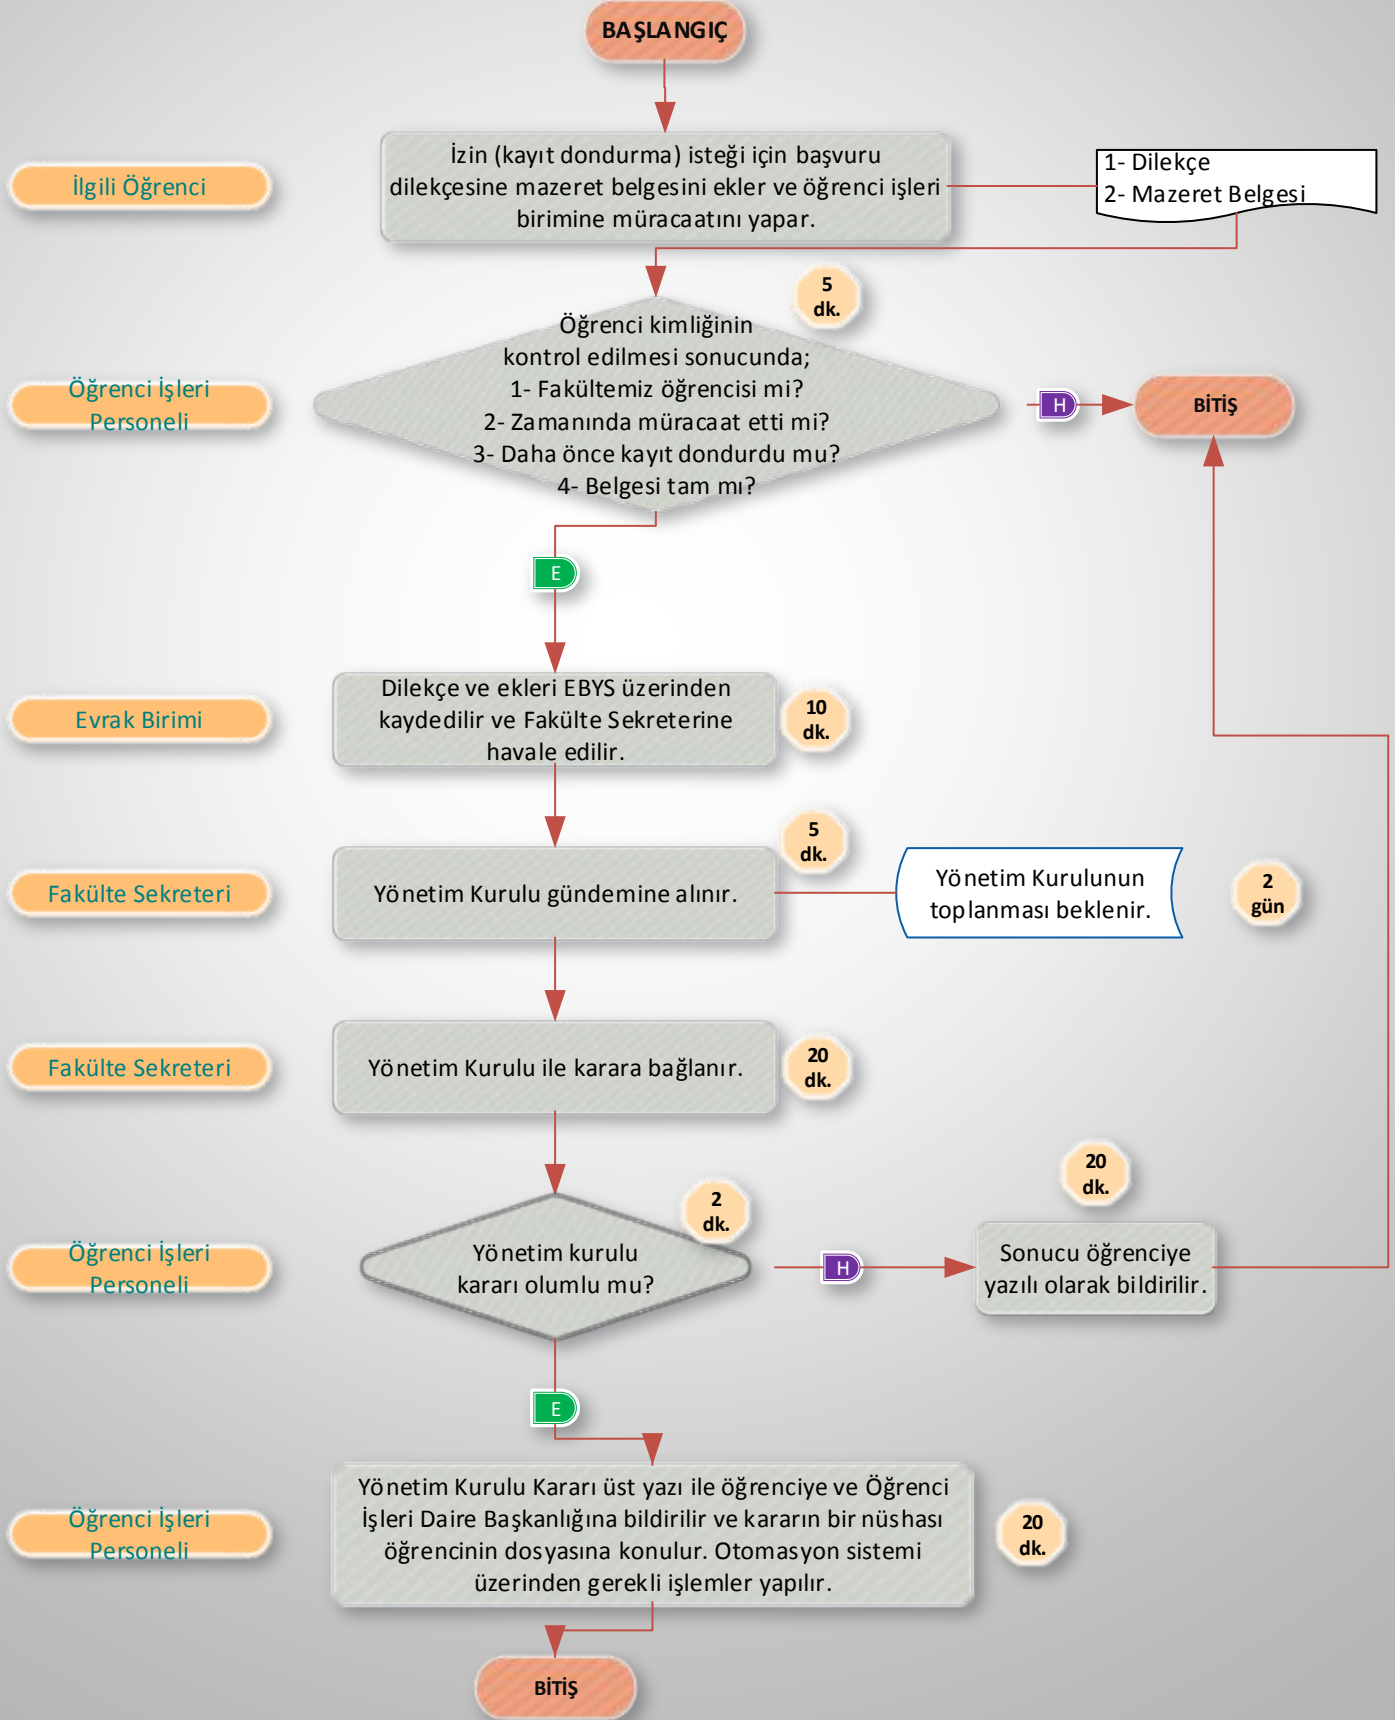 BAŞLANGIÇ
İlgili Öğrenci
İzin (kayıt dondurma) isteği için başvuru
dilekçesine mazeret belgesini ekler ve öğrenci işleri
birimine müracaatını yapar.
1- Dilekçe
2- Mazeret Belgesi
5
dk.
Öğrenci İşleri
Personeli
Öğrenci kimliğinin
kontrol edilmesi sonucunda;
1- Fakültemiz öğrencisi mi?
2- Zamanında müracaat etti mi?
3- Daha önce kayıt dondurdu mu?
4- Belgesi tam mı?
H
BİTİŞ
E
Evrak Birimi
Dilekçe ve ekleri EBYS üzerinden
kaydedilir ve Fakülte Sekreterine
havale edilir.
10
dk.
5
dk.
Fakülte Sekreteri
Yönetim Kurulu gündemine alınır.
Yönetim Kurulunun
toplanması beklenir.
2
gün
Fakülte Sekreteri
Yönetim Kurulu ile karara bağlanır.
20
dk.
20
dk.
2
dk.
Öğrenci İşleri
Personeli
Yönetim kurulu
kararı olumlu mu?
H
Sonucu öğrenciye
yazılı olarak bildirilir.
E
Öğrenci İşleri
Personeli
Yönetim Kurulu Kararı üst yazı ile öğrenciye ve Öğrenci
İşleri Daire Başkanlığına bildirilir ve kararın bir nüshası
öğrencinin dosyasına konulur. Otomasyon sistemi
üzerinden gerekli işlemler yapılır.
20
dk.
BİTİŞ